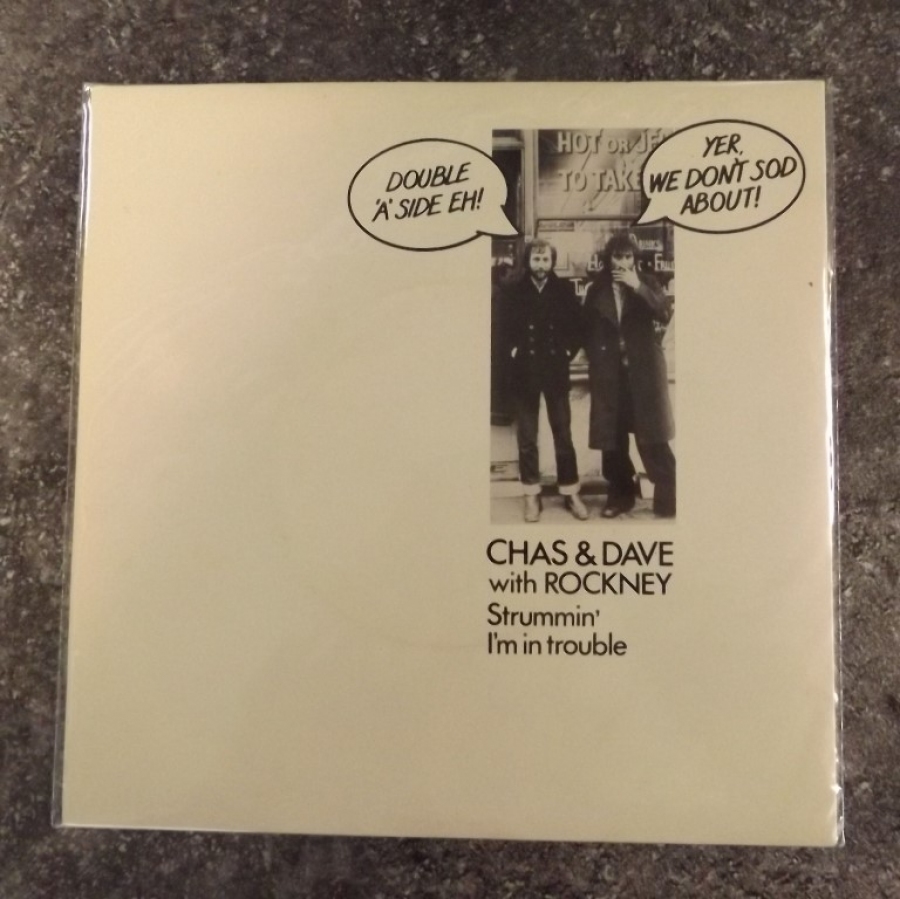 DOUBLE
'A' SIDE EH!
YER,
WE DON'T SOD
ABOUT!
HOT OR
TO TAKE
CHAS & DAVE
with ROCKNEY
Strummin'
I'm in trouble